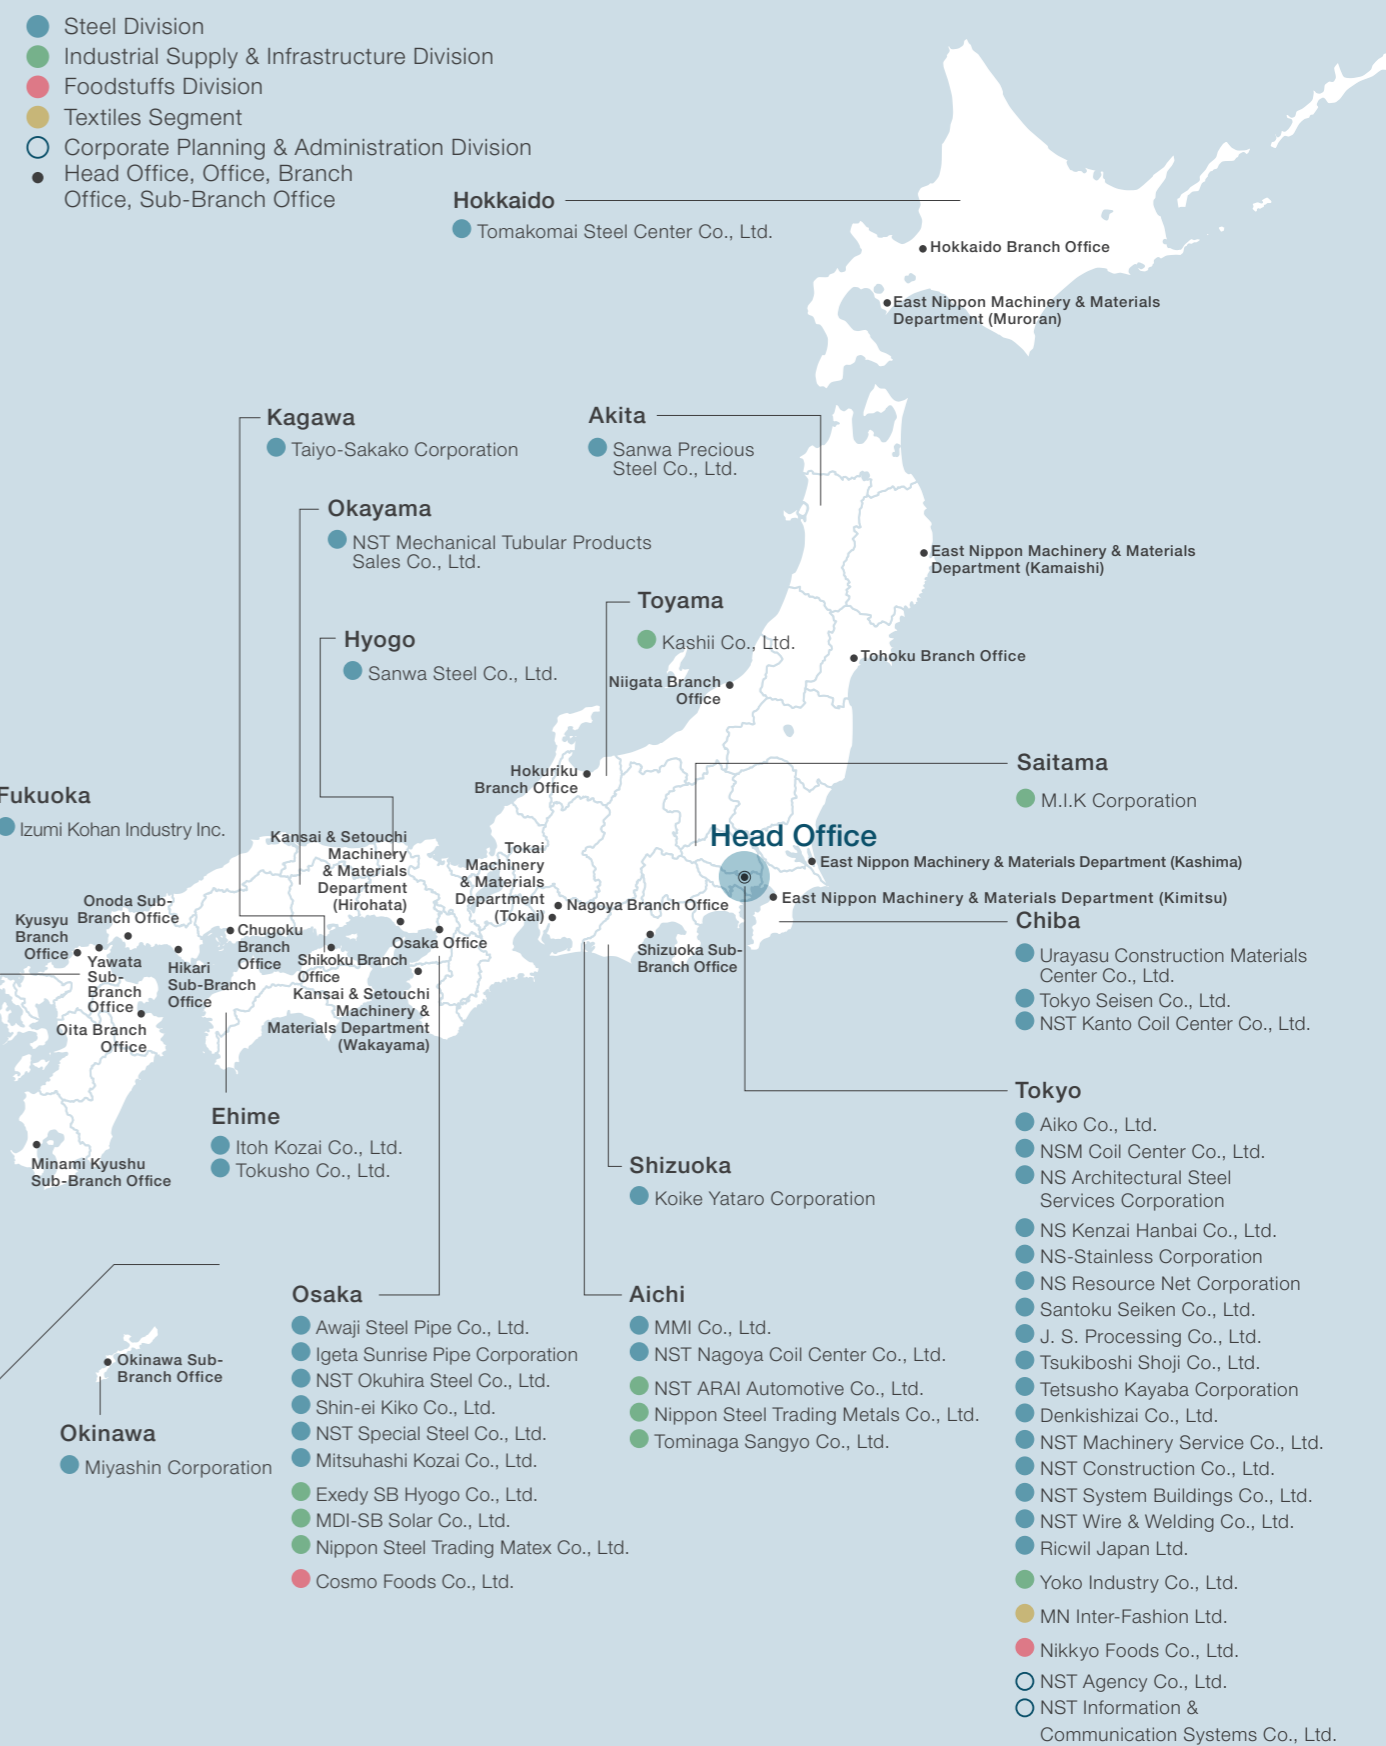 Steel Division
Industrial Supply & Infrastructure Division
Foodstuffs Division
Textiles Segment
Corporate Planning & Administration Division
Head Office, Office, Branch
Office, Sub-Branch Office
Hokkaido
Tomakomai Steel Center Co., Ltd.
Hokkaido Branch Office
East Nippon Machinery & Materials
Department (Muroran)
Kagawa
Taiyo-Sakako Corporation
Akita
Sanwa Precious
Steel Co., Ltd.
Okayama
NST Mechanical Tubular Products
Sales Co., Ltd.
East Nippon Machinery & Materials
Department (Kamaishi)
Toyama
Kashii Co., Ltd.
Hyogo
Sanwa Steel Co., Ltd.
Tohoku Branch Office
Niigata Branch
Office
Hokuriku
Branch Office
Saitama
M.I.K Corporation
Fukuoka
Izumi Kohan Industry Inc.
Head Office
Kansai & Setouchi
Machinery
& Materials
Department
(Hirohata)
Tokai
Machinery
& Materials
Department
(Tokai)
Nagoya Branch Office
East Nippon Machinery & Materials Department (Kashima)
East Nippon Machinery & Materials Department (Kimitsu)
Onoda Sub-
Branch Office
Kyusyu
Branch
Office
Yawata
Sub-
Branch
Office
Hikari
Sub-Branch
Office
Chugoku
Branch
Office
Shikoku Branch
Office
Osaka Office
Kansai & Setouchi
Machinery &
Materials Department
(Wakayama)
Shizuoka Sub-
Branch Office
Oita Branch
Office
Minami Kyushu
Sub-Branch Office
Chiba
Urayasu Construction Materials
Center Co., Ltd.
Tokyo Seisen Co., Ltd.
NST Kanto Coil Center Co., Ltd.
Ehime
Itoh Kozai Co., Ltd.
Tokusho Co., Ltd.
Shizuoka
Koike Yataro Corporation
Tokyo
Aiko Co., Ltd.
NSM Coil Center Co., Ltd.
NS Architectural Steel
Services Corporation
NS Kenzai Hanbai Co., Ltd.
NS-Stainless Corporation
NS Resource Net Corporation
Santoku Seiken Co., Ltd.
J. S. Processing Co., Ltd.
Tsukiboshi Shoji Co., Ltd.
Tetsusho Kayaba Corporation
Denkishizai Co., Ltd.
NST Machinery Service Co., Ltd.
NST Construction Co., Ltd.
NST System Buildings Co., Ltd.
NST Wire & Welding Co., Ltd.
Ricwil Japan Ltd.
Yoko Industry Co., Ltd.
MN Inter-Fashion Ltd.
Nikkyo Foods Co., Ltd.
NST Agency Co., Ltd.
NST Information &
Communication Systems Co., Ltd.
Osaka
Awaji Steel Pipe Co., Ltd.
Igeta Sunrise Pipe Corporation
NST Okuhira Steel Co., Ltd.
Shin-ei Kiko Co., Ltd.
NST Special Steel Co., Ltd.
Mitsuhashi Kozai Co., Ltd.
Exedy SB Hyogo Co., Ltd.
MDI-SB Solar Co., Ltd.
Nippon Steel Trading Matex Co., Ltd.
Cosmo Foods Co., Ltd.
Aichi
MMI Co., Ltd.
NST Nagoya Coil Center Co., Ltd.
NST ARAI Automotive Co., Ltd.
Nippon Steel Trading Metals Co., Ltd.
Tominaga Sangyo Co., Ltd.
Okinawa Sub-
Branch Office
Okinawa
Miyashin Corporation